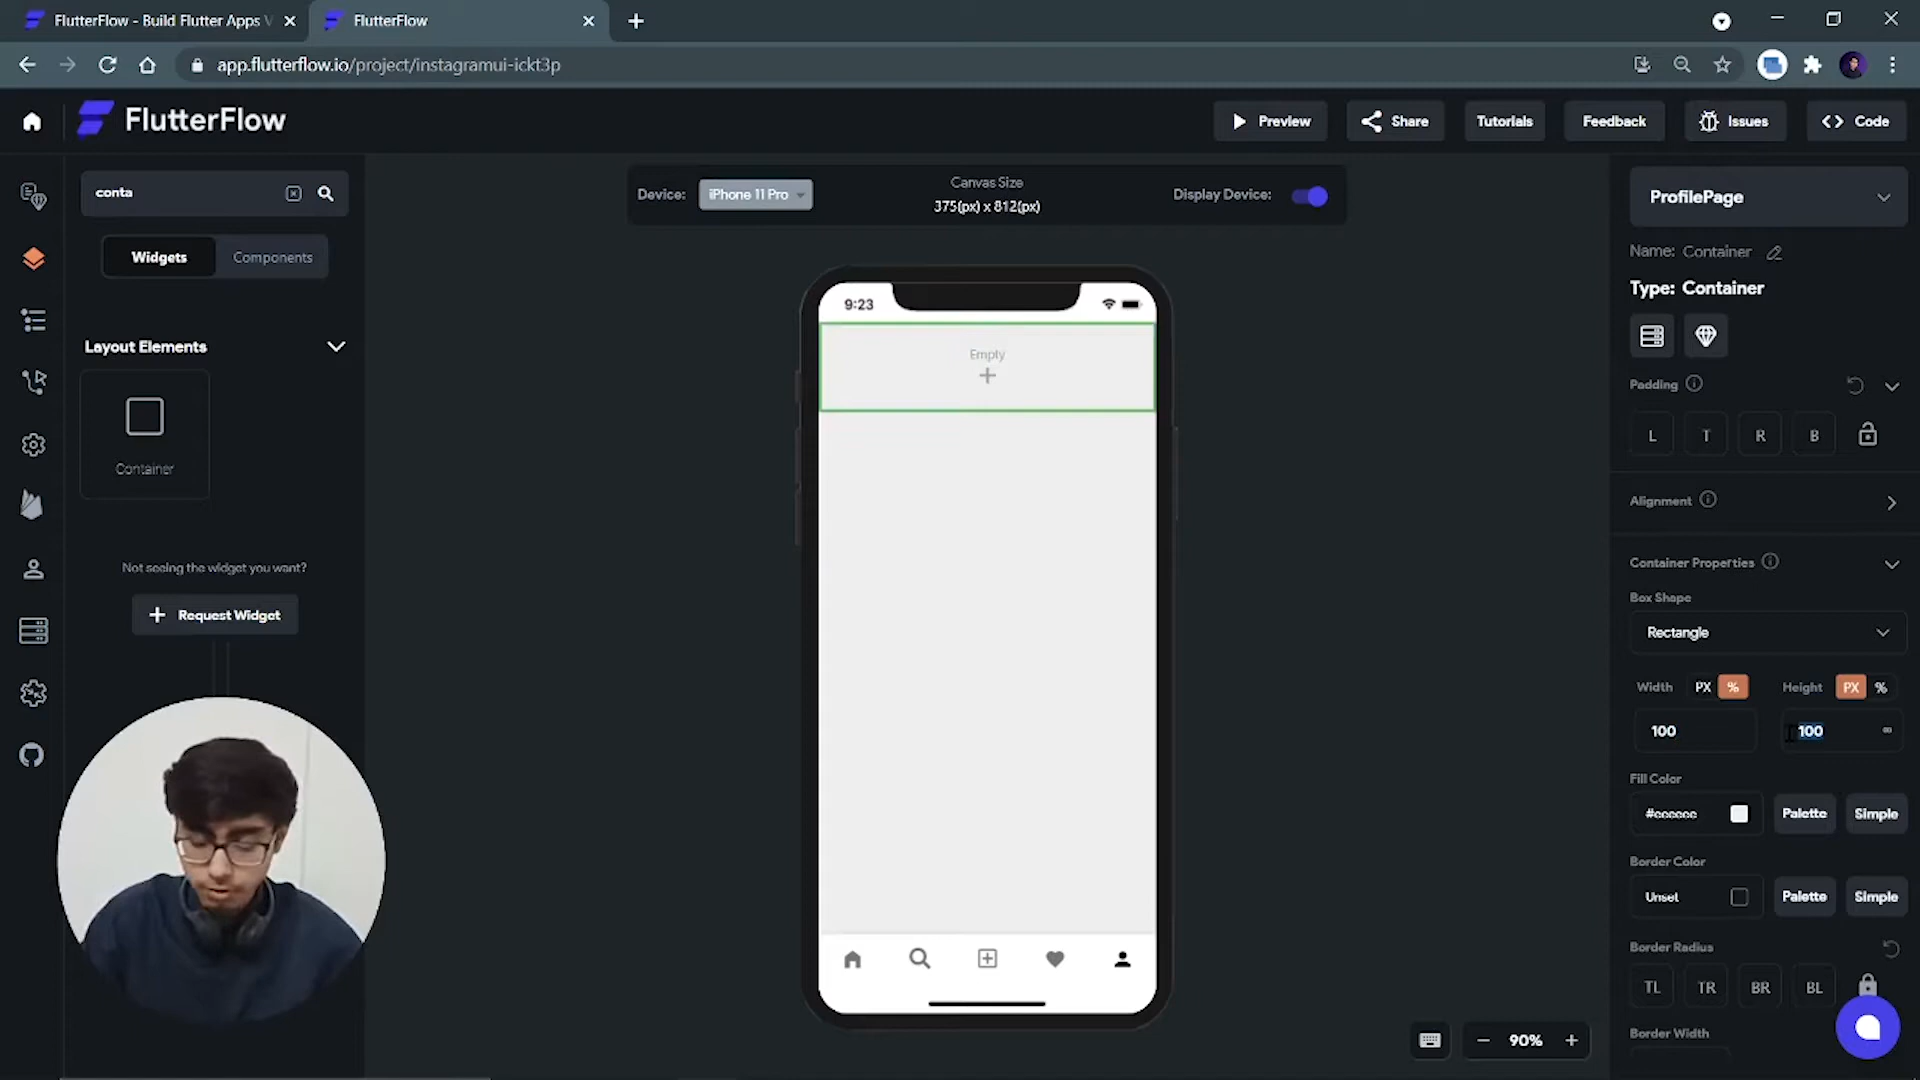 FlutterFlow - Build Flutter Apps V
FlutterFlow
app.flutterflow.io/project/instagramui-ickt3p
FlutterFlow
Preview
Share
Tutorials
Feedback
Issues
Code
conta
Widgets
Components
Layout Elements
Container
Not seeing the widget you want?
Request Widget
Device:
iPhone 11 Pro
Canvas Size
375(px) x 812(px)
Display Device:
9:23
Empty
90%
ProfilePage
Name: Container
Type: Container
Padding
L
T
R
B
Alignment
Container Properties
Box Shape
Rectangle
Width
PX
%
Height
PX
%
100
100
∞
Fill Color
#eeeeee
Palette
Simple
Border Color
Unset
Palette
Simple
Border Radius
TL
TR
BR
BL
Border Width